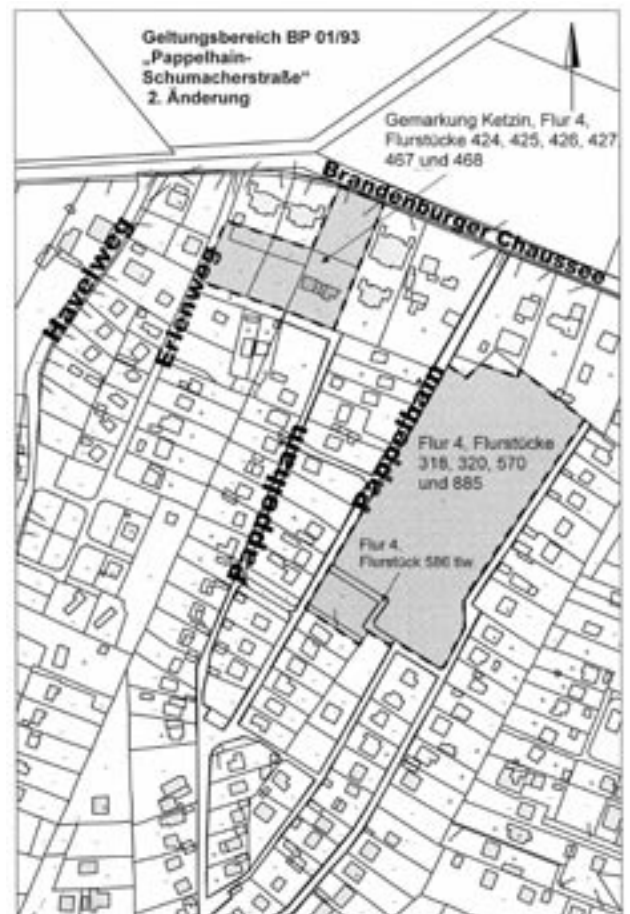 Geltungsbereich BP 01/93
„Pappelhain-
Schumacherstraße"
2. Änderung
Gemarkung Ketzin, Flur 4,
Flurstücke 424, 425, 426, 427,
467 und 468
Brandenburger Chaussee
Havelweg
Erlenweg
Pappelhain
Pappelhain
Flur 4, Flurstücke
318, 320, 570
und 885
Flur 4,
Flurstück 586 tlw